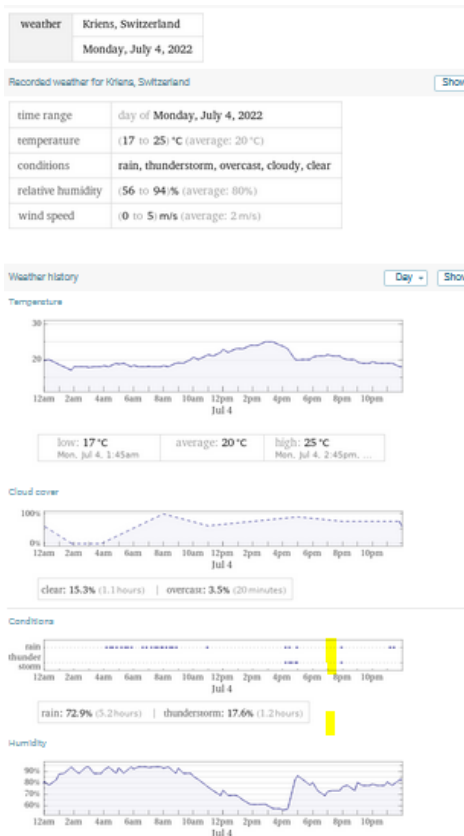 weather Kriens, Switzerland
Monday, July 4, 2022
Recorded weather for Kriens, Switzerland Show
time range day of Monday, July 4, 2022
temperature (17 to 25) °C (average: 20 °C)
conditions rain, thunderstorm, overcast, cloudy, clear
relative humidity (56 to 94)% (average: 80%)
wind speed (0 to 5) m/s (average: 2 m/s)
Weather history Day Show
Temperature
30
20
12am 2am 4am 6am 8am 10am 12pm 2pm 4pm 6pm 8pm 10pm
Jul 4
low: 17 °C average: 20 °C high: 25 °C
Mon, Jul 4, 1:45am Mon, Jul 4, 2:45pm, ...
Cloud cover
100%
0%
12am 2am 4am 6am 8am 10am 12pm 2pm 4pm 6pm 8pm 10pm
Jul 4
clear: 15.3% (1.1 hours) | overcast: 3.5% (20 minutes)
Conditions
rain
thunder
storm
12am 2am 4am 6am 8am 10am 12pm 2pm 4pm 6pm 8pm 10pm
Jul 4
rain: 72.9% (5.2 hours) | thunderstorm: 17.6% (1.2 hours)
Humidity
90%
80%
70%
60%
12am 2am 4am 6am 8am 10am 12pm 2pm 4pm 6pm 8pm 10pm
Jul 4